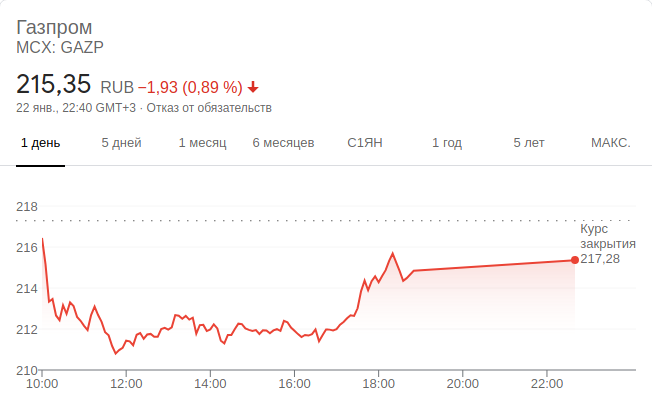 Газпром
MCX: GAZP
215,35 RUB −1,93 (0,89 %)
22 янв., 22:40 GMT+3 · Отказ от обязательств
1 день 5 дней 1 месяц 6 месяцев С1ЯН 1 год 5 лет МАКС.
218
Курс
закрытия
217,28
216
214
212
210
10:00 12:00 14:00 16:00 18:00 20:00 22:00